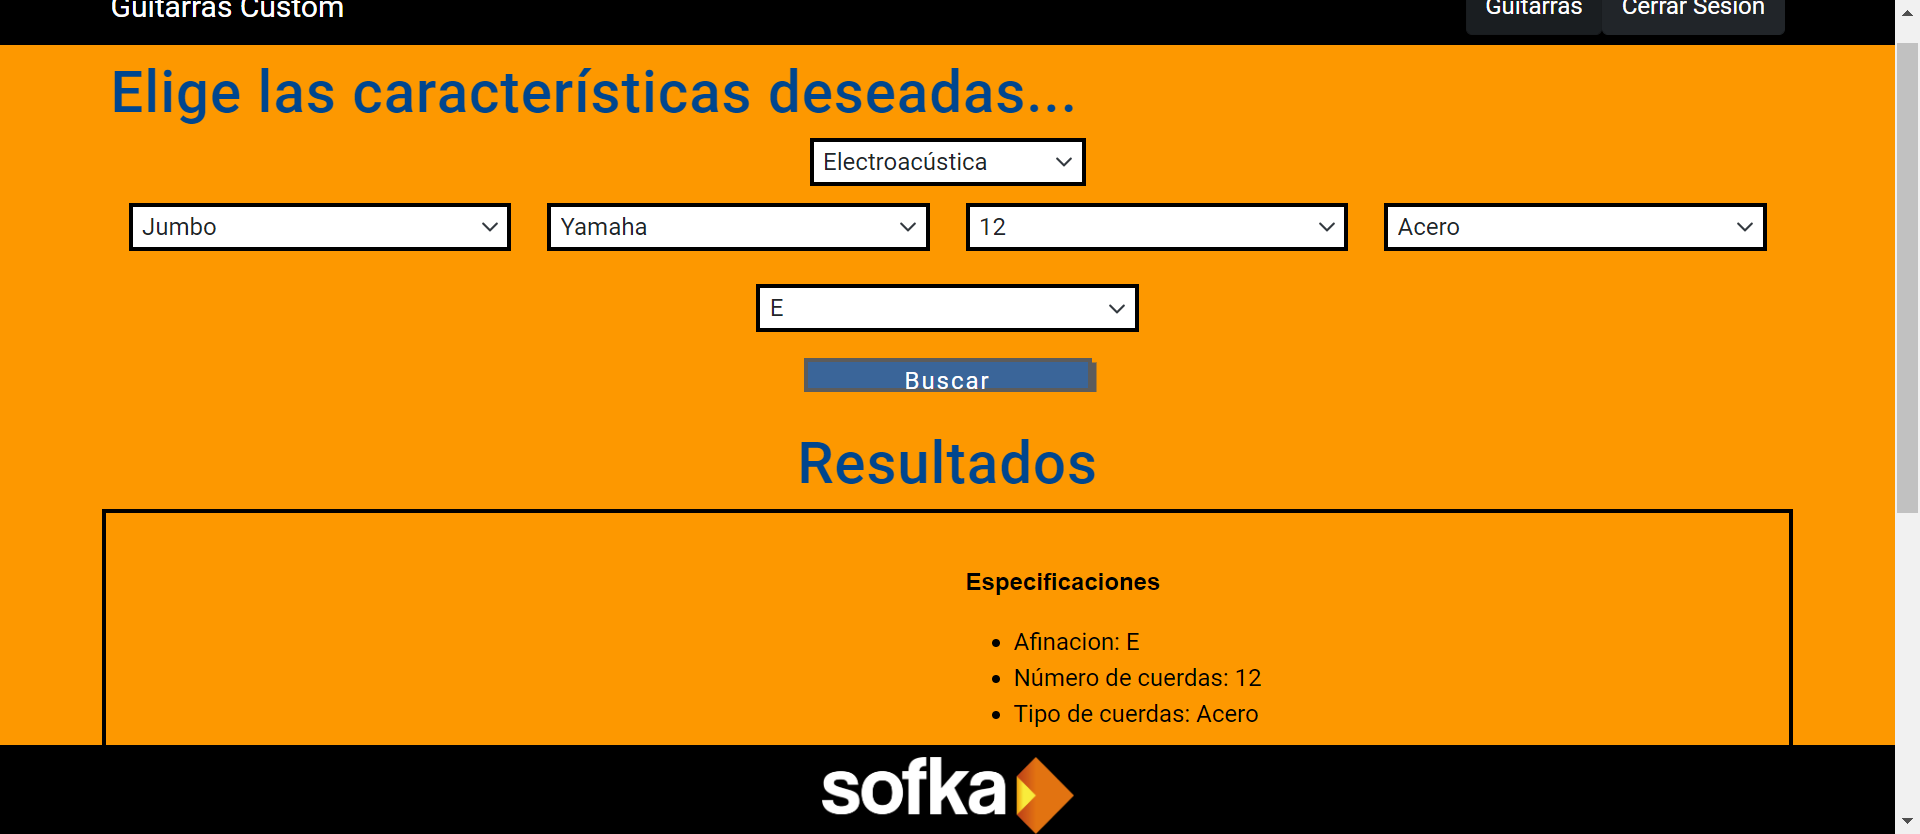 Guitarras Custom
Guitarras
Cerrar Sesión
Elige las características deseadas...
Electroacústica
Jumbo
Yamaha
12
Acero
E
Buscar
Resultados
Especificaciones
Afinacion: E
Número de cuerdas: 12
Tipo de cuerdas: Acero
sofka